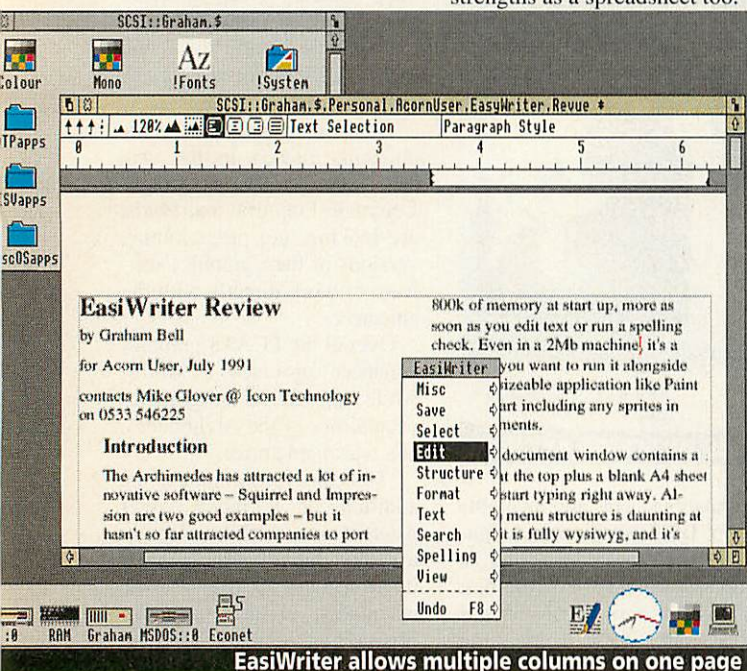 strengths as a spreadsheet too.
SCSI::Graham.$
Colour
Mono
!Fonts
!System
SCSI::Graham.$.Personal.AcornUser.EasyWriter.Revue *
120%
Text Selection
Paragraph Style
0 1 2 3 4 5 6
EasiWriter Review
by Graham Bell
for Acorn User, July 1991
contacts Mike Glover @ Icon Technology
on 0533 546225
Introduction
The Archimedes has attracted a lot of in-
novative software – Squirrel and Impres-
sion are two good examples – but it
hasn't so far attracted companies to port
800k of memory at start up, more as
soon as you edit text or run a spelling
check. Even in a 2Mb machine, it's a
you want to run it alongside
sizeable application like Paint
art including any sprites in
ments.
document window contains a
t the top plus a blank A4 sheet
start typing right away. Al-
menu structure is daunting at
it is fully wysiwyg, and it's
EasiWriter
Misc
Save
Select
Edit
Structure
Format
Text
Search
Spelling
View
Undo F8
TPapps
SVapps
scOSapps
:0
RAM
Graham
MSDOS::0
Econet
EasiWriter allows multiple columns on one page